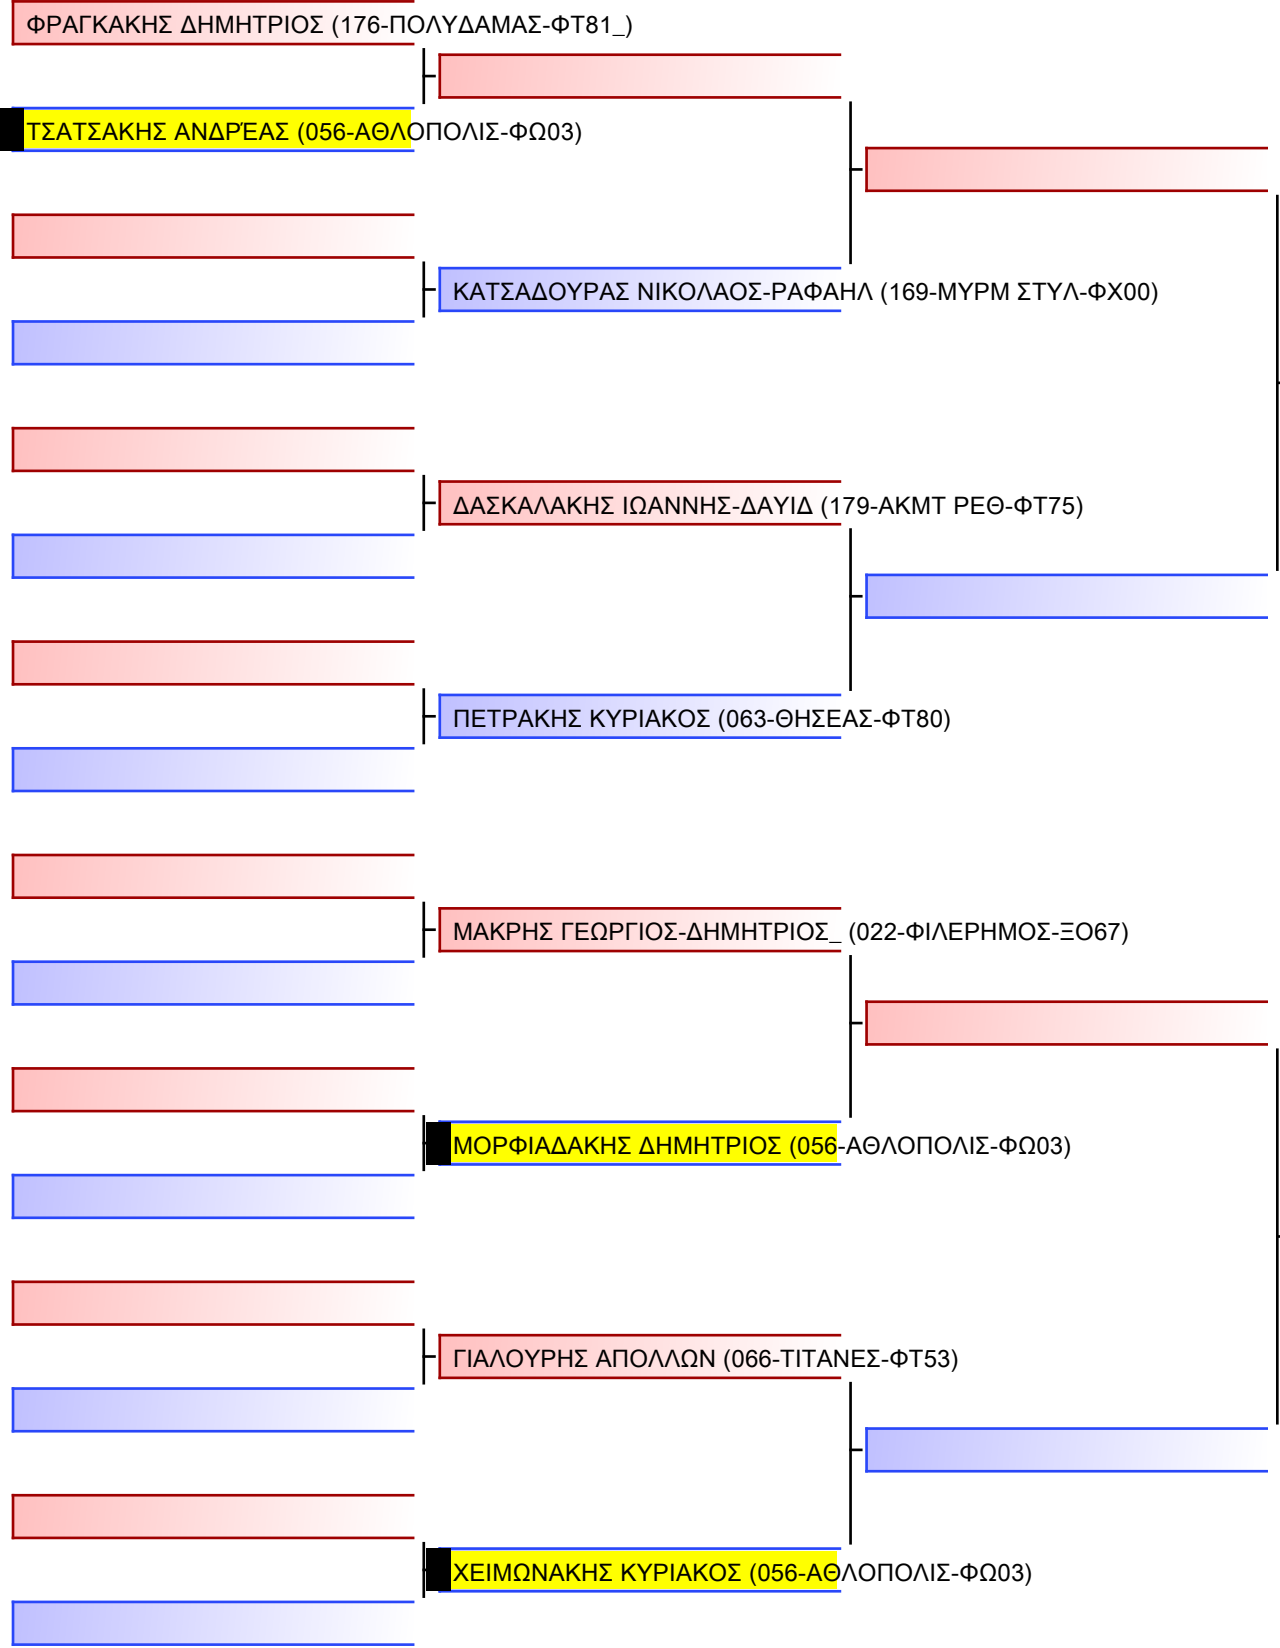 ΦΡΑΓΚΑΚΗΣ ΔΗΜΗΤΡΙΟΣ (176-ΠΟΛΥΔΑΜΑΣ-ΦΤ81_)
ΤΣΑΤΣΑΚΗΣ ΑΝΔΡΈΑΣ (056-ΑΘΛΟΠΟΛΙΣ-ΦΩ03)
ΚΑΤΣΑΔΟΥΡΑΣ ΝΙΚΟΛΑΟΣ-ΡΑΦΑΗΛ (169-ΜΥΡΜ ΣΤΥΛ-ΦΧ00)
ΔΑΣΚΑΛΑΚΗΣ ΙΩΑΝΝΗΣ-ΔΑΥΙΔ (179-ΑΚΜΤ ΡΕΘ-ΦΤ75)
ΠΕΤΡΑΚΗΣ ΚΥΡΙΑΚΟΣ (063-ΘΗΣΕΑΣ-ΦΤ80)
ΜΑΚΡΗΣ ΓΕΩΡΓΙΟΣ-ΔΗΜΗΤΡΙΟΣ_ (022-ΦΙΛΕΡΗΜΟΣ-ΞΟ67)
ΜΟΡΦΙΑΔΑΚΗΣ ΔΗΜΗΤΡΙΟΣ (056-ΑΘΛΟΠΟΛΙΣ-ΦΩ03)
ΓΙΑΛΟΥΡΗΣ ΑΠΟΛΛΩΝ (066-ΤΙΤΑΝΕΣ-ΦΤ53)
ΧΕΙΜΩΝΑΚΗΣ ΚΥΡΙΑΚΟΣ (056-ΑΘΛΟΠΟΛΙΣ-ΦΩ03)